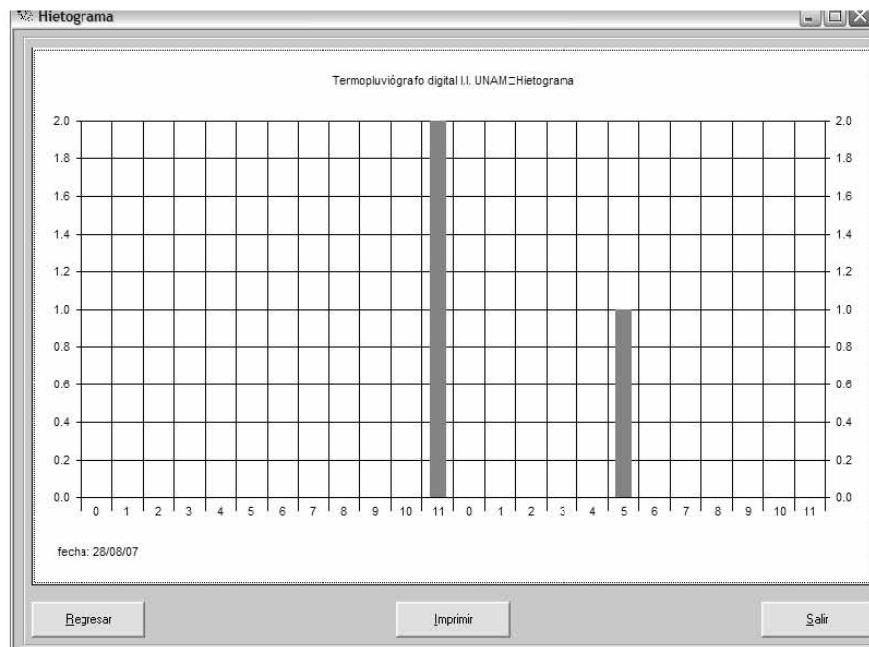 Hietograma
Termopluviógrafo digital I.I. UNAM□Hietograma
2.0 2.0
1.8 1.8
1.6 1.6
1.4 1.4
1.2 1.2
1.0 1.0
0.8 0.8
0.6 0.6
0.4 0.4
0.2 0.2
0.0 0.0
0 1 2 3 4 5 6 7 8 9 10 11 0 1 2 3 4 5 6 7 8 9 10 11
fecha: 28/08/07
Regresar Imprimir Salir